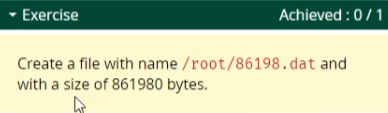 Exercise Achieved : 0 / 1
Create a file with name /root/86198.dat and
with a size of 861980 bytes.